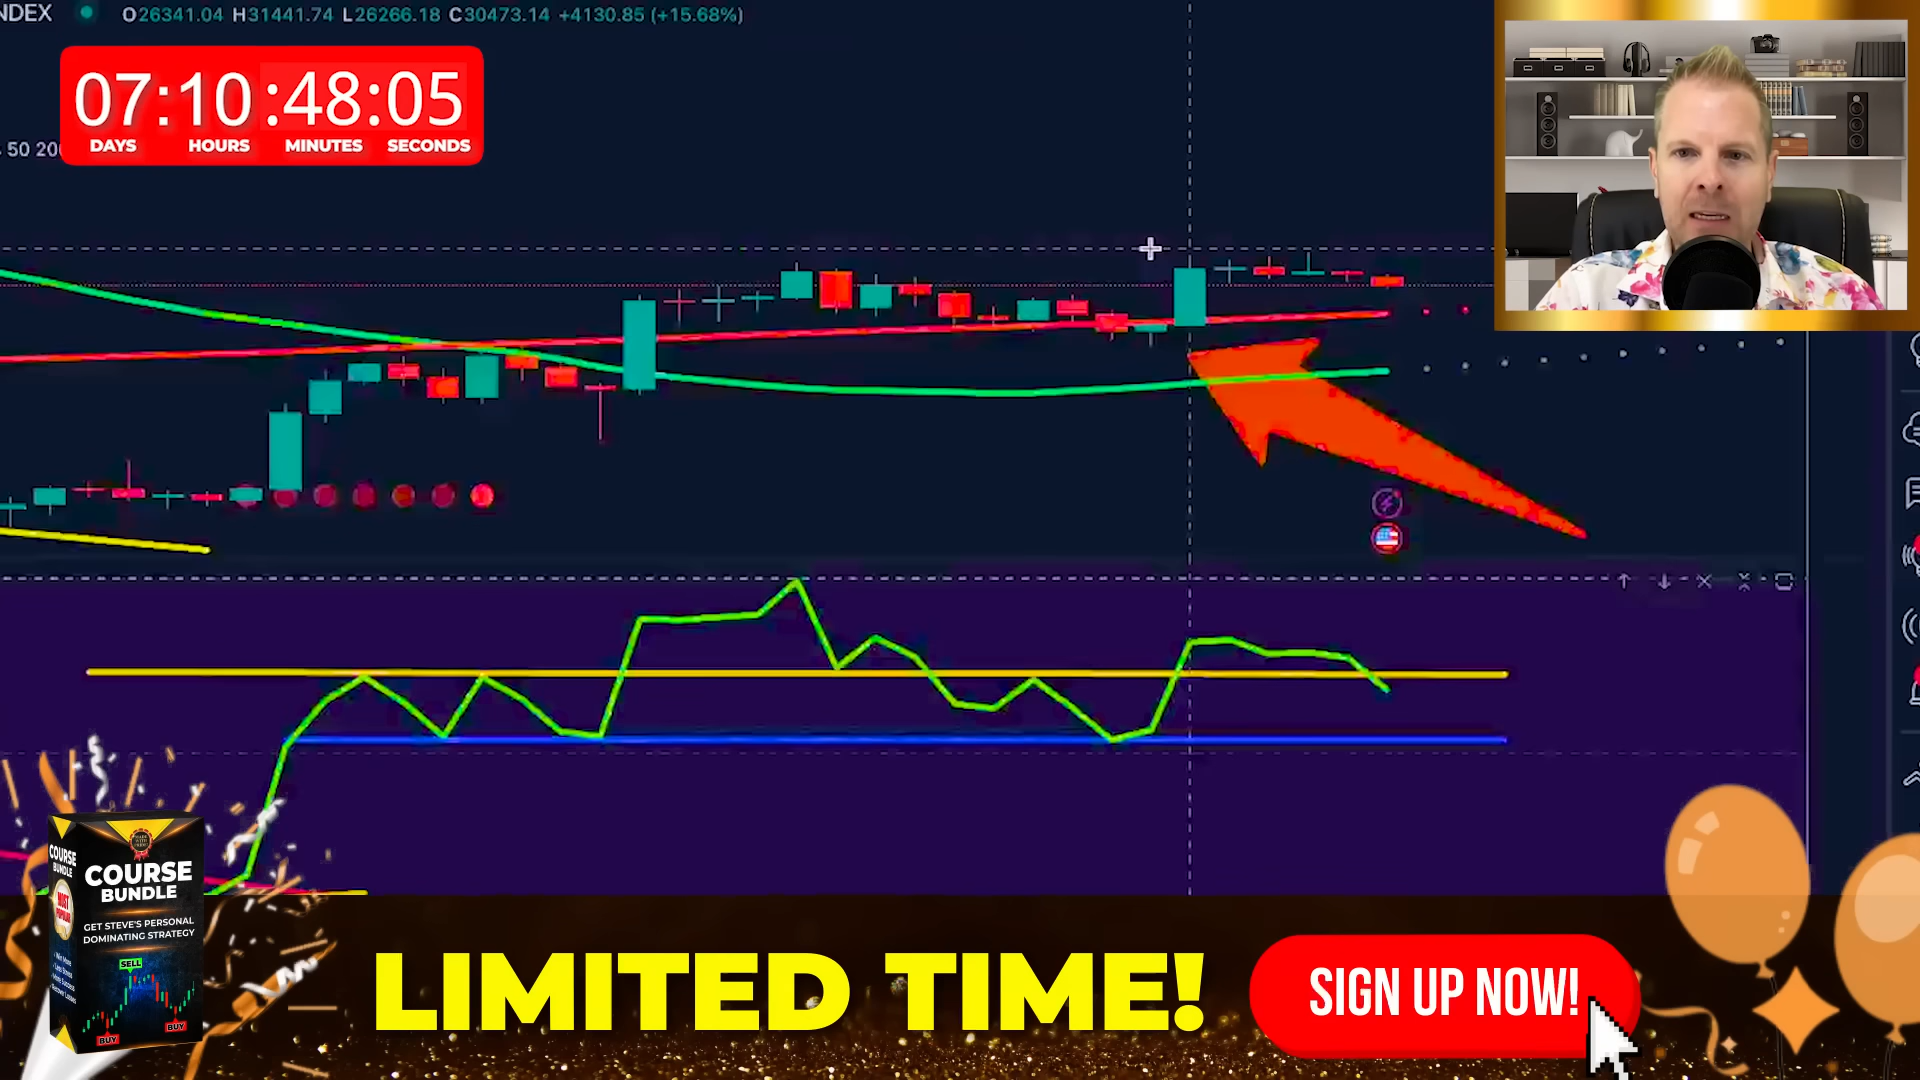 NDEX O26341.04 H31441.74 L26266.18 C30473.14 +4130.85 (+15.68%)
07:10:48:05
DAYS HOURS MINUTES SECONDS
50 20
COURSE BUNDLE
MOST POPULAR
COURSE
BUNDLE
GET STEVE'S PERSONAL
DOMINATING STRATEGY
SELL
BUY
BUY
LIMITED TIME!
SIGN UP NOW!